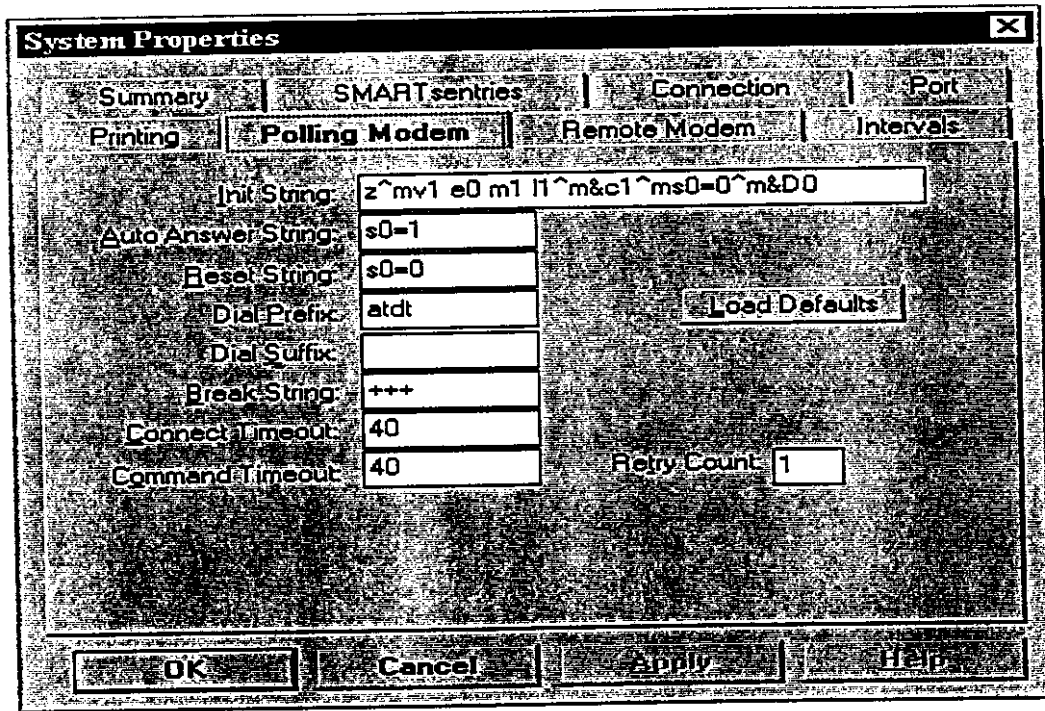 System Properties
Summary SMARTsentries Connection Port
Printing Polling Modem Remote Modem Intervals
Init String: z^mv1 e0 m1 l1^m&c1^ms0=0^m&D0
Auto Answer String: s0=1
Reset String: s0=0
Load Defaults
Dial Prefix: atdt
Dial Suffix:
Break String: +++
Connect Timeout: 40
Command Timeout: 40 Retry Count: 1
OK Cancel Apply Help